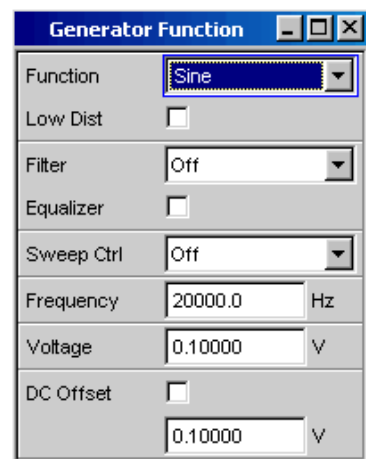 Generator Function
Function Sine
Low Dist
Filter Off
Equalizer
Sweep Ctrl Off
Frequency 20000.0 Hz
Voltage 0.10000 V
DC Offset
0.10000 V